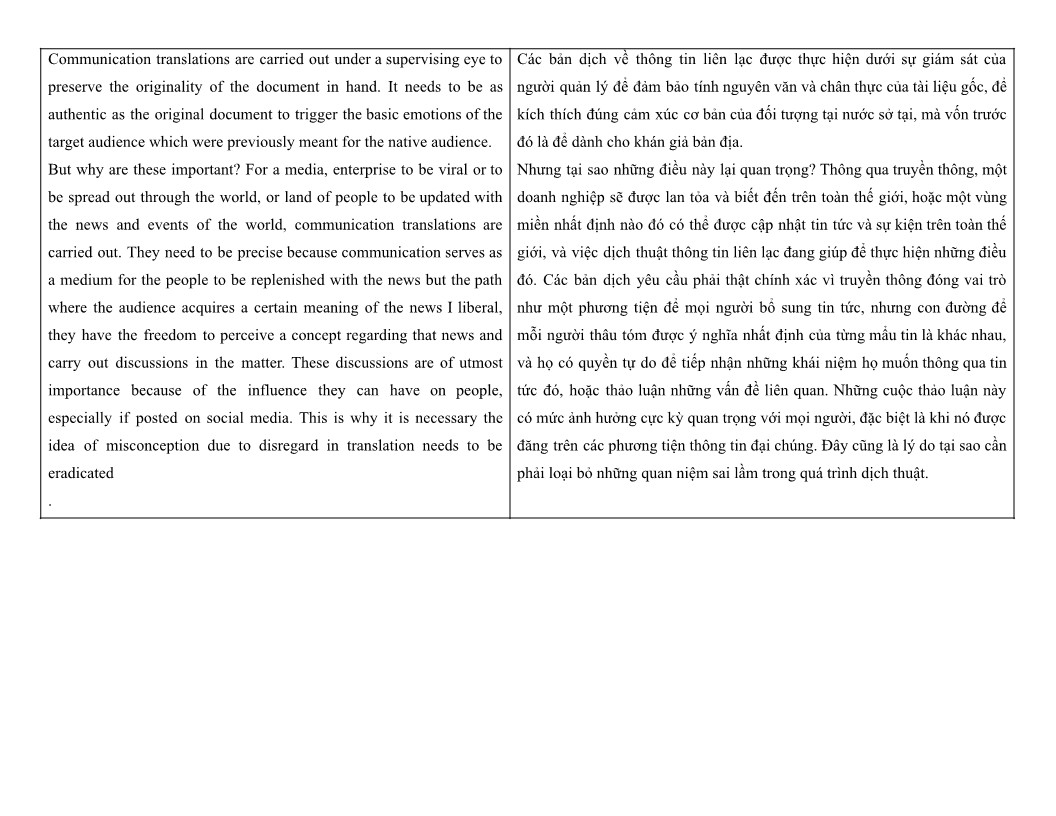 Communication translations are carried out under a supervising eye to
preserve the originality of the document in hand. It needs to be as
authentic as the original document to trigger the basic emotions of the
target audience which were previously meant for the native audience.
But why are these important? For a media, enterprise to be viral or to
be spread out through the world, or land of people to be updated with
the news and events of the world, communication translations are
carried out. They need to be precise because communication serves as
a medium for the people to be replenished with the news but the path
where the audience acquires a certain meaning of the news I liberal,
they have the freedom to perceive a concept regarding that news and
carry out discussions in the matter. These discussions are of utmost
importance because of the influence they can have on people,
especially if posted on social media. This is why it is necessary the
idea of misconception due to disregard in translation needs to be
eradicated
.
Các bản dịch về thông tin liên lạc được thực hiện dưới sự giám sát của
người quản lý để đảm bảo tính nguyên văn và chân thực của tài liệu gốc, để
kích thích đúng cảm xúc cơ bản của đối tượng tại nước sở tại, mà vốn trước
đó là để dành cho khán giả bản địa.
Nhưng tại sao những điều này lại quan trọng? Thông qua truyền thông, một
doanh nghiệp sẽ được lan tỏa và biết đến trên toàn thế giới, hoặc một vùng
miền nhất định nào đó có thể được cập nhật tin tức và sự kiện trên toàn thế
giới, và việc dịch thuật thông tin liên lạc đang giúp để thực hiện những điều
đó. Các bản dịch yêu cầu phải thật chính xác vì truyền thông đóng vai trò
như một phương tiện để mọi người bổ sung tin tức, nhưng con đường để
mỗi người thâu tóm được ý nghĩa nhất định của từng mẩu tin là khác nhau,
và họ có quyền tự do để tiếp nhận những khái niệm họ muốn thông qua tin
tức đó, hoặc thảo luận những vấn đề liên quan. Những cuộc thảo luận này
có mức ảnh hưởng cực kỳ quan trọng với mọi người, đặc biệt là khi nó được
đăng trên các phương tiện thông tin đại chúng. Đây cũng là lý do tại sao cần
phải loại bỏ những quan niệm sai lầm trong quá trình dịch thuật.